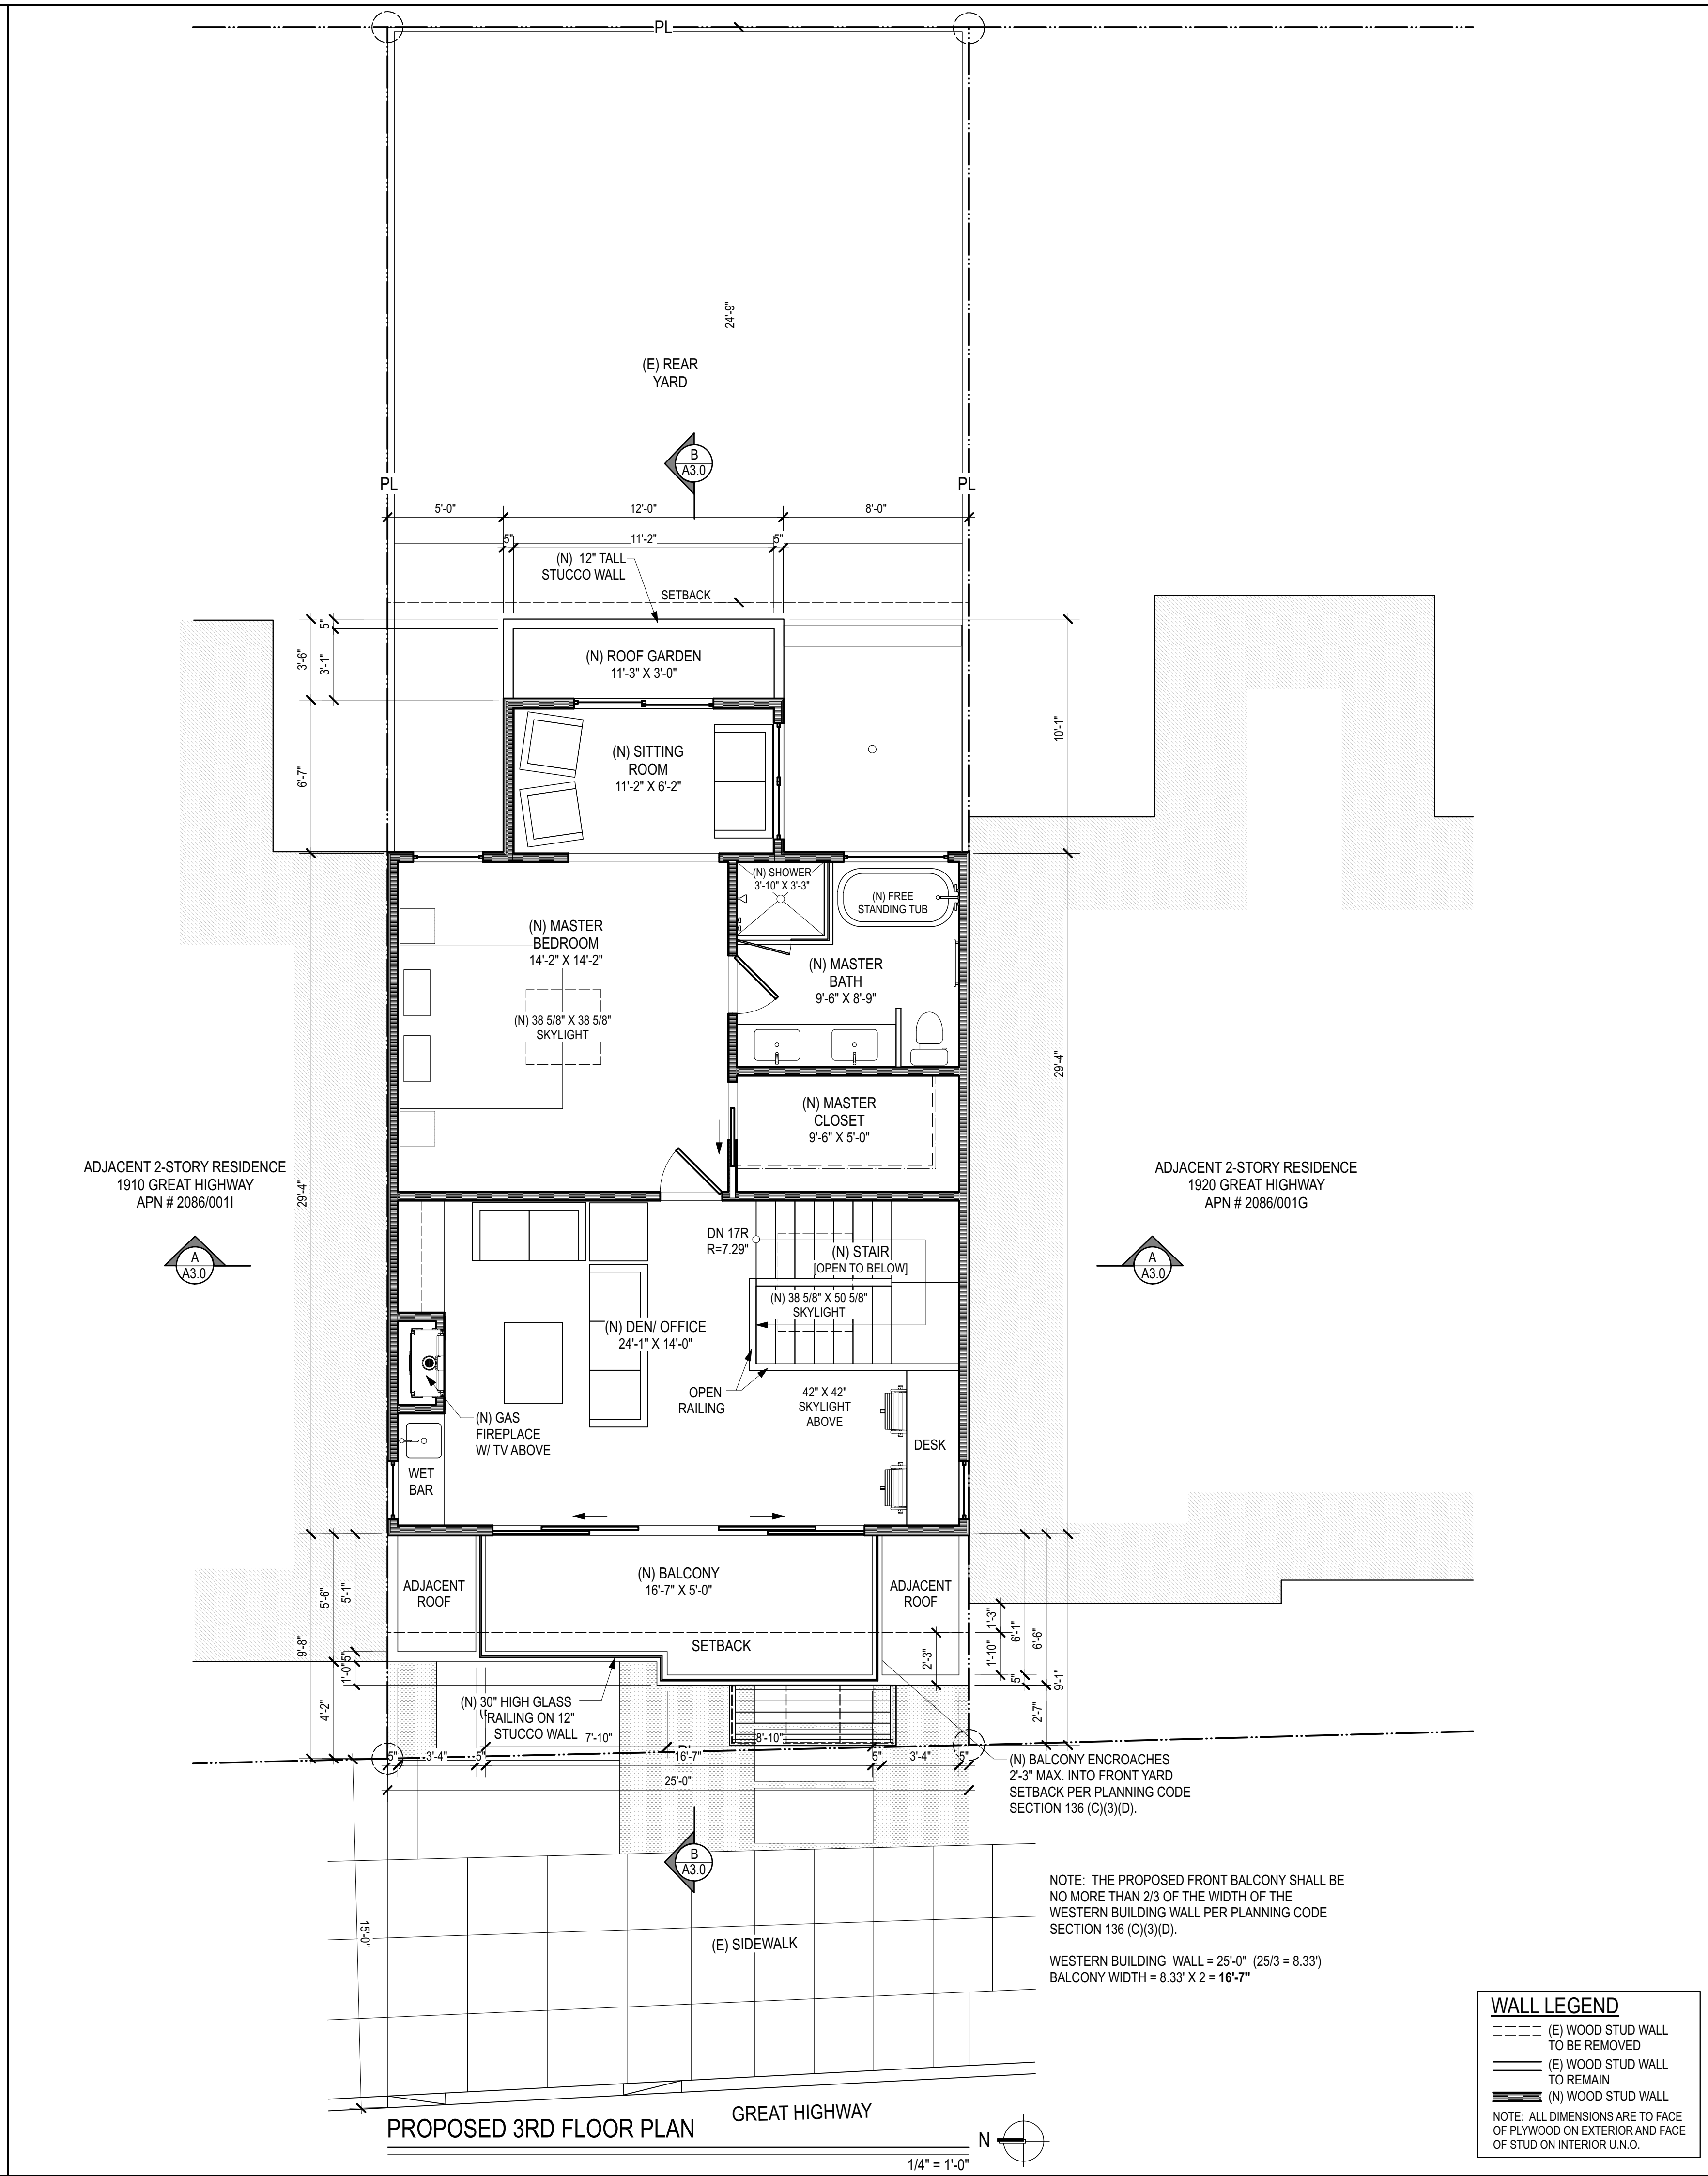 PL
24'-9"
(E) REAR
YARD
B
A3.0
PL
PL
5'-0"
12'-0"
8'-0"
5"
11'-2"
5"
(N) 12" TALL
STUCCO WALL
SETBACK
5"
3'-6"
3'-1"
(N) ROOF GARDEN
11'-3" X 3'-0"
10'-1"
6'-7"
(N) SITTING
ROOM
11'-2" X 6'-2"
(N) SHOWER
3'-10" X 3'-3"
(N) FREE
STANDING TUB
(N) MASTER
BEDROOM
14'-2" X 14'-2"
(N) MASTER
BATH
9'-6" X 8'-9"
(N) 38 5/8" X 38 5/8"
SKYLIGHT
29'-4"
(N) MASTER
CLOSET
9'-6" X 5'-0"
ADJACENT 2-STORY RESIDENCE
1910 GREAT HIGHWAY
APN # 2086/001I
29'-4"
ADJACENT 2-STORY RESIDENCE
1920 GREAT HIGHWAY
APN # 2086/001G
A
A3.0
A
A3.0
DN 17R
R=7.29"
(N) STAIR
[OPEN TO BELOW]
(N) 38 5/8" X 50 5/8"
SKYLIGHT
(N) DEN/ OFFICE
24'-1" X 14'-0"
OPEN
RAILING
42" X 42"
SKYLIGHT
ABOVE
(N) GAS
FIREPLACE
W/ TV ABOVE
DESK
WET
BAR
(N) BALCONY
16'-7" X 5'-0"
ADJACENT
ROOF
ADJACENT
ROOF
SETBACK
9'-8"
5'-6"
5'-1"
5"
1'-0"
4'-2"
2'-3"
1'-3"
1'-10"
6'-1"
5"
6'-6"
2'-7"
9'-1"
(N) 30" HIGH GLASS
RAILING ON 12"
STUCCO WALL
7'-10"
8'-10"
5"
3'-4"
5"
16'-7"
5"
3'-4"
5"
25'-0"
(N) BALCONY ENCROACHES
2'-3" MAX. INTO FRONT YARD
SETBACK PER PLANNING CODE
SECTION 136 (C)(3)(D).
B
A3.0
15'-0"
(E) SIDEWALK
NOTE: THE PROPOSED FRONT BALCONY SHALL BE
NO MORE THAN 2/3 OF THE WIDTH OF THE
WESTERN BUILDING WALL PER PLANNING CODE
SECTION 136 (C)(3)(D).
WESTERN BUILDING WALL = 25'-0" (25/3 = 8.33')
BALCONY WIDTH = 8.33' X 2 = 16'-7"
WALL LEGEND
(E) WOOD STUD WALL
TO BE REMOVED
(E) WOOD STUD WALL
TO REMAIN
(N) WOOD STUD WALL
NOTE: ALL DIMENSIONS ARE TO FACE
OF PLYWOOD ON EXTERIOR AND FACE
OF STUD ON INTERIOR U.N.O.
GREAT HIGHWAY
PROPOSED 3RD FLOOR PLAN
N
1/4" = 1'-0"